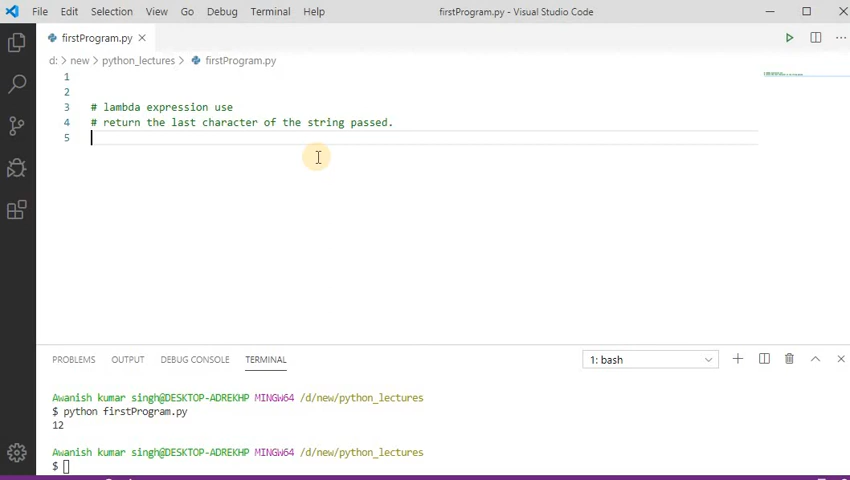 File Edit Selection View Go Debug Terminal Help firstProgram.py - Visual Studio Code
firstProgram.py
d: > new > python_lectures > firstProgram.py
1
2
3 # lambda expression use
4 # return the last character of the string passed.
5
PROBLEMS OUTPUT DEBUG CONSOLE TERMINAL 1: bash
Awanish kumar singh@DESKTOP-ADREKHP MINGW64 /d/new/python_lectures
$ python firstProgram.py
12
Awanish kumar singh@DESKTOP-ADREKHP MINGW64 /d/new/python_lectures
$